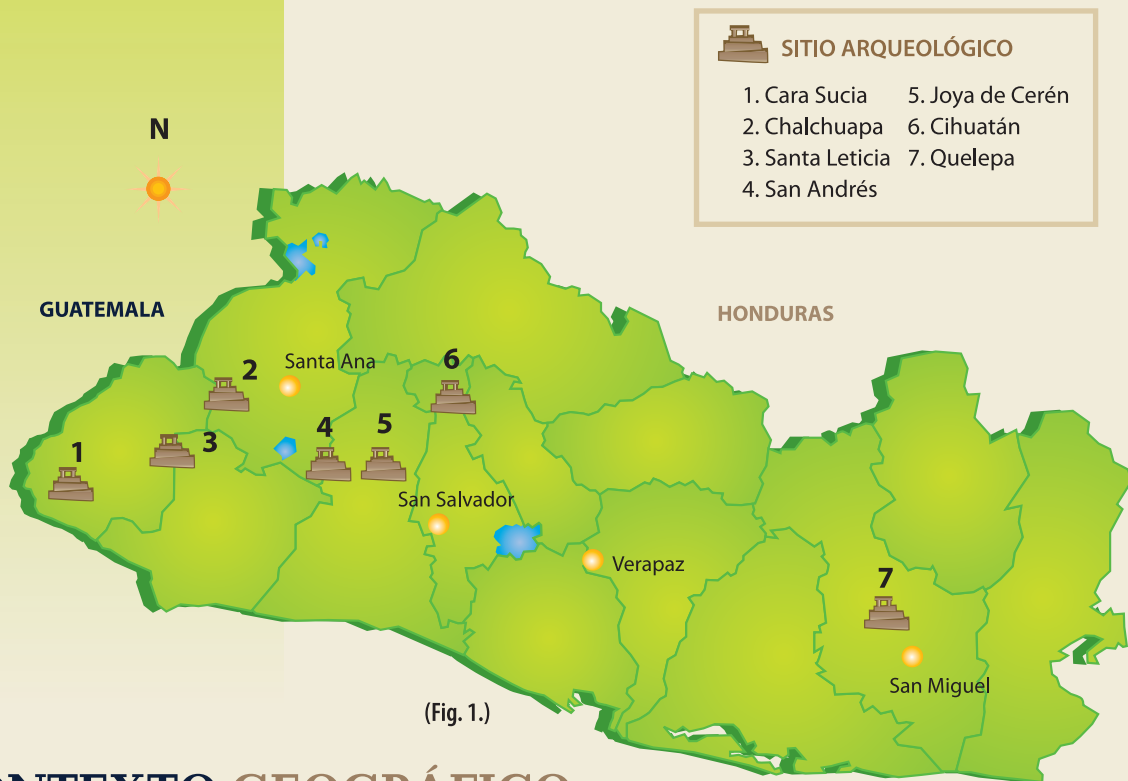 SITIO ARQUEOLÓGICO
1. Cara Sucia
2. Chalchuapa
3. Santa Leticia
4. San Andrés
5. Joya de Cerén
6. Cihuatán
7. Quelepa
N
GUATEMALA
HONDURAS
Santa Ana
2
6
1
3
4
5
San Salvador
Verapaz
7
San Miguel
(Fig. 1.)
GEOGRÁFICO